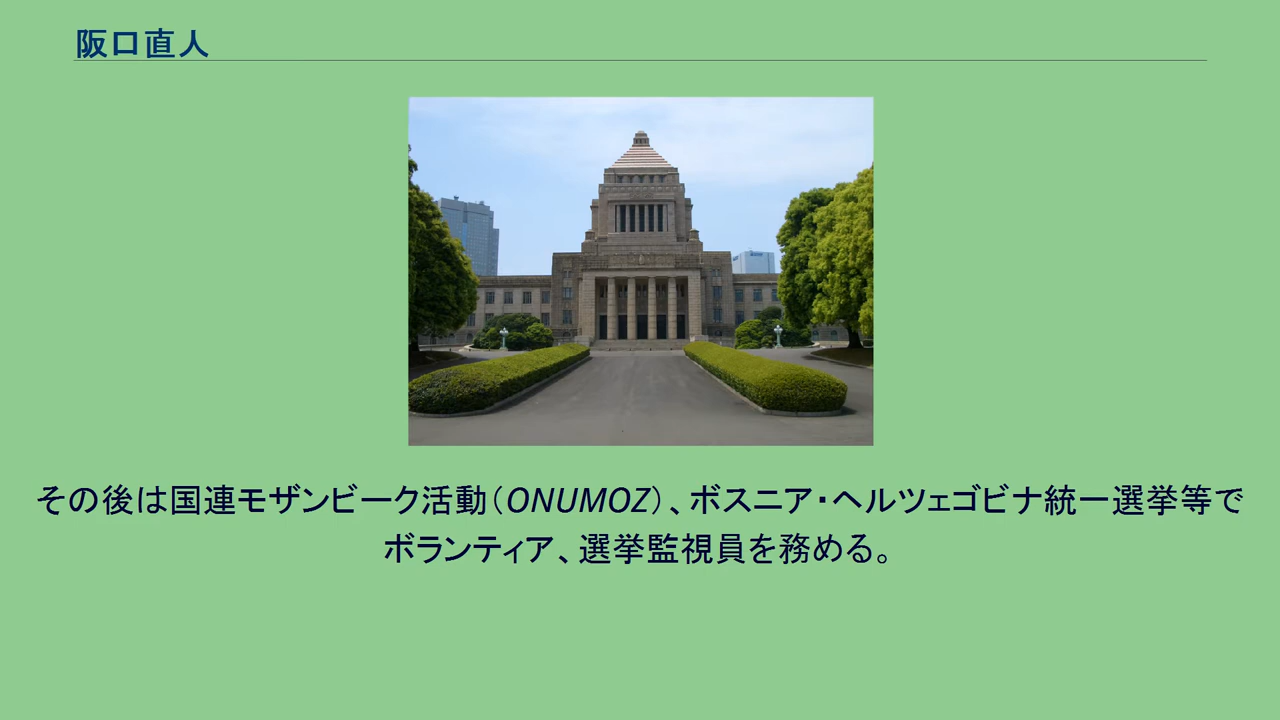 阪口直人
その後は国連モザンビーク活動(ONUMOZ)、ボスニア・ヘルツェゴビナ統一選挙等で
ボランティア、選挙監視員を務める。